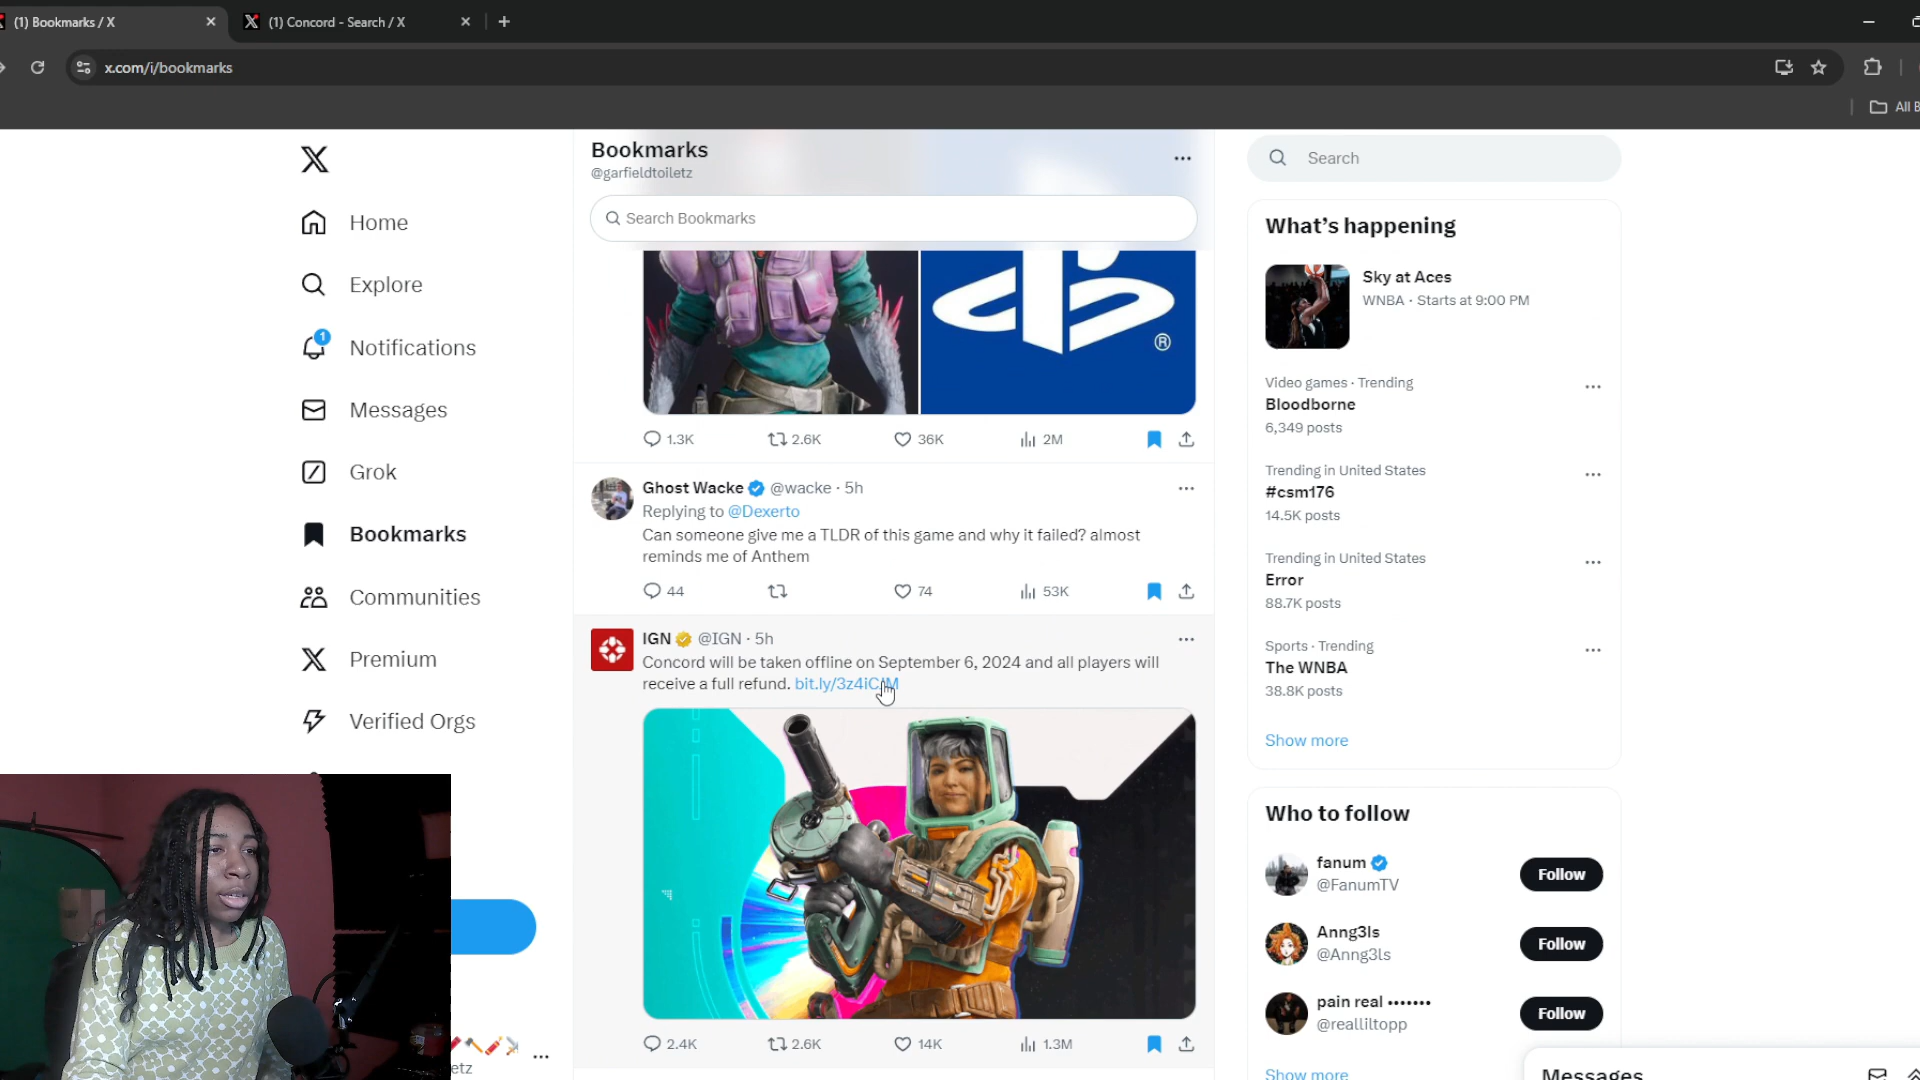 (1) Bookmarks / X
(1) Concord - Search / X
x.com/i/bookmarks
All B
Home
Explore
1
Notifications
Messages
Grok
Bookmarks
Communities
Premium
Verified Orgs
etz
Bookmarks
@garfieldtoiletz
Search Bookmarks
®
1.3K 2.6K 36K 2M
Ghost Wacke @wacke · 5h
Replying to @Dexerto
Can someone give me a TLDR of this game and why it failed? almost
reminds me of Anthem
44 74 53K
IGN @IGN · 5h
Concord will be taken offline on September 6, 2024 and all players will
receive a full refund.
2.4K 2.6K 14K 1.3M
Search
What's happening
Sky at Aces
WNBA · Starts at 9:00 PM
Video games · Trending
Bloodborne
6,349 posts
Trending in United States
#csm176
14.5K posts
Trending in United States
Error
88.7K posts
Sports · Trending
The WNBA
38.8K posts
Show more
Who to follow
fanum
@FanumTV
Follow
Anng3ls
@Anng3ls
Follow
pain real •••••••
@realliltopp
Follow
Show more
Messages